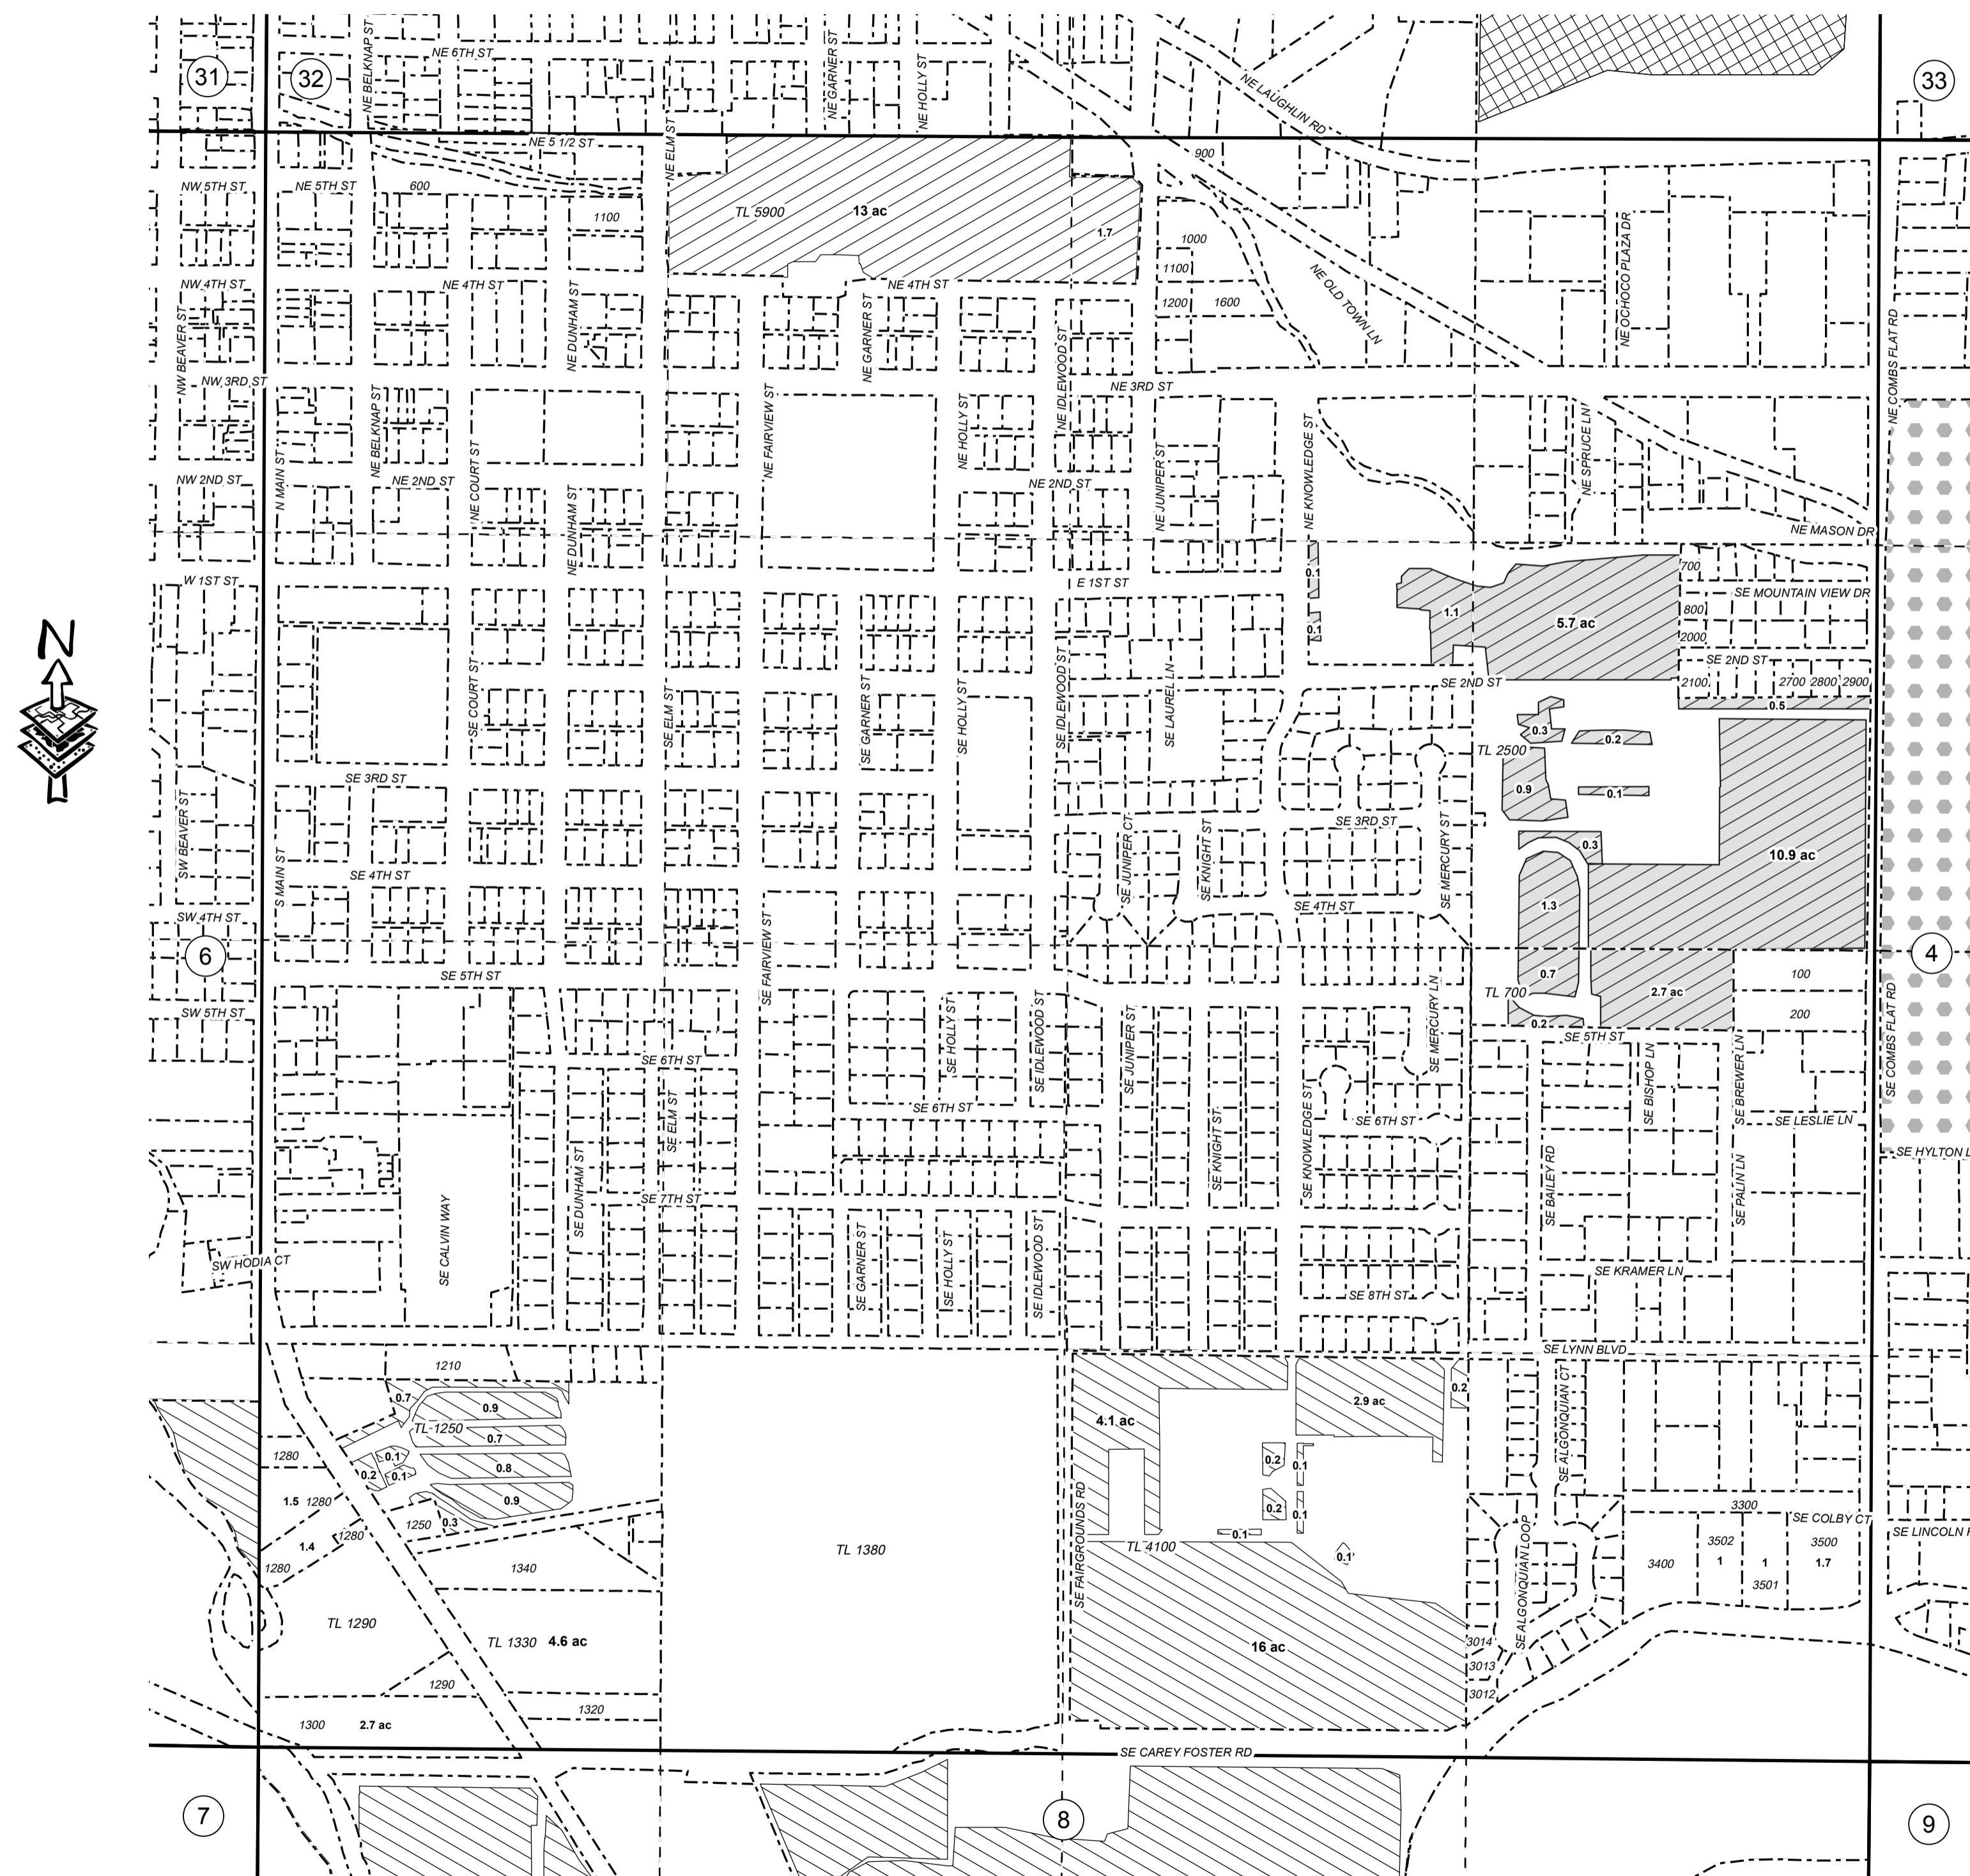 NE BELKNAP ST
NE 6TH ST
NE GARNER ST
NE HOLLY ST
31
32
NE LAUGHLIN RD
33
NE ELM ST
NE 5 1/2 ST
900
NW 5TH ST
NE 5TH ST
600
1100
TL 5900
13 ac
1.7
1000
1100
1200
1600
NE OLD TOWN LN
NE OCHOCO PLAZA DR
NE COMBS FLAT RD
NW 4TH ST
NE 4TH ST
NE 4TH ST
NW BEAVER ST
NE DUNHAM ST
NE GARNER ST
NE IDLEWOOD ST
NW 3RD ST
NE 3RD ST
N MAIN ST
NE BELKNAP ST
NE COURT ST
NE FAIRVIEW ST
NE HOLLY ST
NE JUNIPER ST
NE KNOWLEDGE ST
NE SPRUCE LN
NW 2ND ST
NE 2ND ST
NE 2ND ST
NE DUNHAM ST
NE MASON DR
W 1ST ST
E 1ST ST
0.1
700
SE MOUNTAIN VIEW DR
1.1
5.7 ac
800
0.1
2000
N
SE 2ND ST
SE 2ND ST
2100
2700
2800
2900
0.5
SE COURT ST
SE ELM ST
SE GARNER ST
SE HOLLY ST
SE IDLEWOOD ST
SE LAUREL LN
0.3
0.2
TL 2500
SE 3RD ST
0.9
0.1
SW BEAVER ST
SE 3RD ST
SE JUNIPER CT
SE KNIGHT ST
SE MERCURY ST
0.3
10.9 ac
S MAIN ST
SE 4TH ST
1.3
SE 4TH ST
SW 4TH ST
SE FAIRVIEW ST
6
4
SE 5TH ST
0.7
100
TL 700
2.7 ac
SW 5TH ST
200
0.2
SE 5TH ST
SE HOLLY ST
SE IDLEWOOD ST
SE JUNIPER ST
SE MERCURY LN
SE BISHOP LN
SE BREWER LN
SE COMBS FLAT RD
SE 6TH ST
SE ELM ST
SE 6TH ST
SE 6TH ST
SE LESLIE LN
SE HYLTON L
SE DUNHAM ST
SE KNIGHT ST
SE KNOWLEDGE ST
SE BAILEY RD
SE PALIN LN
SE 7TH ST
SE CALVIN WAY
SE GARNER ST
SE HOLLY ST
SE IDLEWOOD ST
SW HODIA CT
SE KRAMER LN
SE 8TH ST
SE LYNN BLVD
1210
0.7
0.9
4.1 ac
2.9 ac
0.2
SE ALGONQUIAN CT
TL 1250
0.7
1280
0.1
0.2
0.1
0.8
0.2
0.1
1.5
1280
0.9
0.2
0.1
3300
1250
0.3
SE COLBY CT
1280
0.1
SE LINCOLN
1.4
TL 1380
SE FAIRGROUNDS RD
TL 4100
0.1
SE ALGONQUIAN LOOP
3502
3500
1280
1340
3400
1
1
1.7
3501
TL 1290
TL 1330
4.6 ac
16 ac
3014
3013
1290
3012
1300
2.7 ac
1320
SE CAREY FOSTER RD
7
8
9